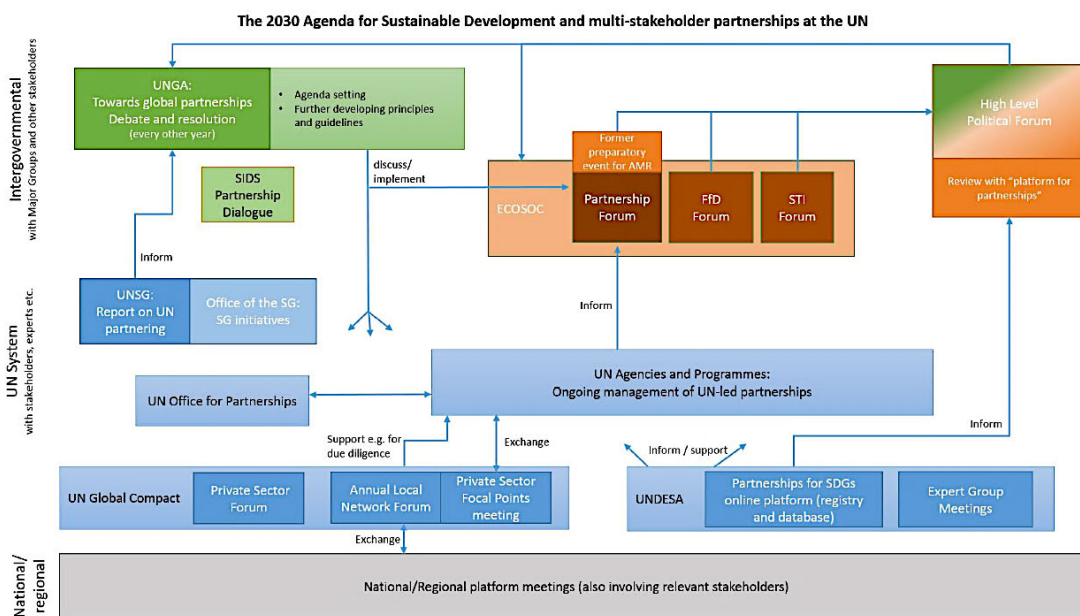 The 2030 Agenda for Sustainable Development and multi-stakeholder partnerships at the UN
Intergovernmental
with Major Groups and other stakeholders
UNGA:
Towards global partnerships
Debate and resolution
(every other year)
• Agenda setting
• Further developing principles
and guidelines
SIDS
Partnership
Dialogue
discuss/
implement
ECOSOC
Former
preparatory
event for AMR
Partnership
Forum
FfD
Forum
STI
Forum
High Level
Political Forum
Review with "platform for
partnerships"
UN System
with stakeholders, experts etc.
Inform
UNSG:
Report on UN
partnering
Office of the SG:
SG initiatives
Inform
UN Agencies and Programmes:
Ongoing management of UN-led partnerships
UN Office for Partnerships
Support e.g. for
due diligence
Exchange
Inform / support
Inform
UN Global Compact
Private Sector
Forum
Annual Local
Network Forum
Private Sector
Focal Points
meeting
UNDESA
Partnerships for SDGs
online platform (registry
and database)
Expert Group
Meetings
Exchange
National/
regional
National/Regional platform meetings (also involving relevant stakeholders)